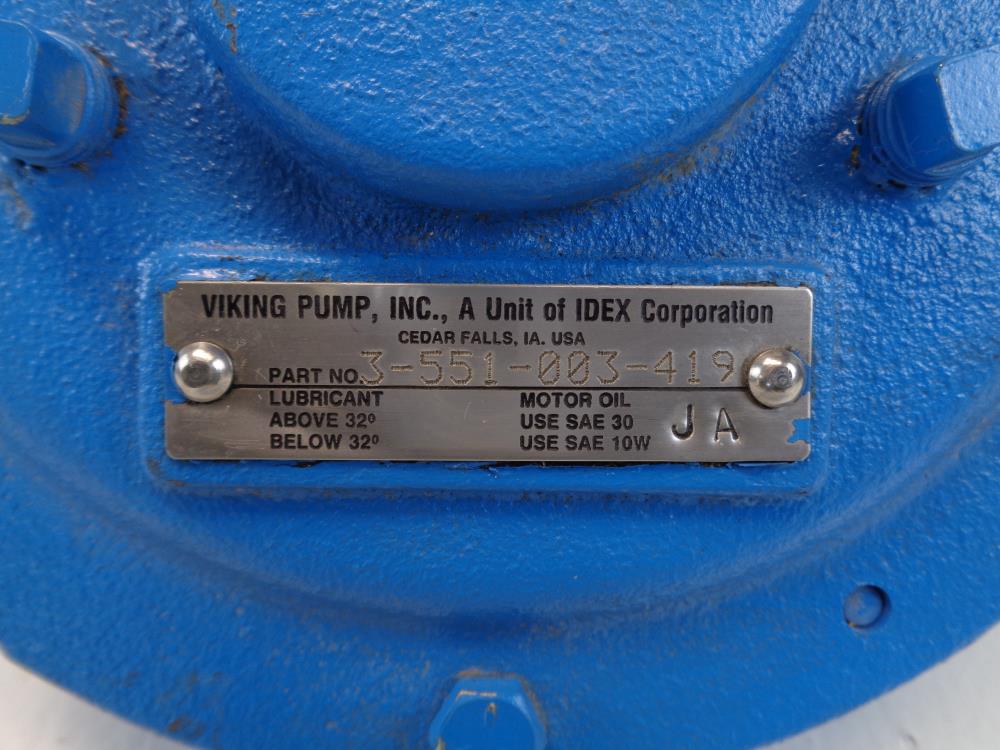 VIKING PUMP, INC., A Unit of IDEX Corporation
CEDAR FALLS, IA. USA
PART NO. 3-551-003-419
LUBRICANT MOTOR OIL
ABOVE 32º USE SAE 30
BELOW 32º USE SAE 10W
JA